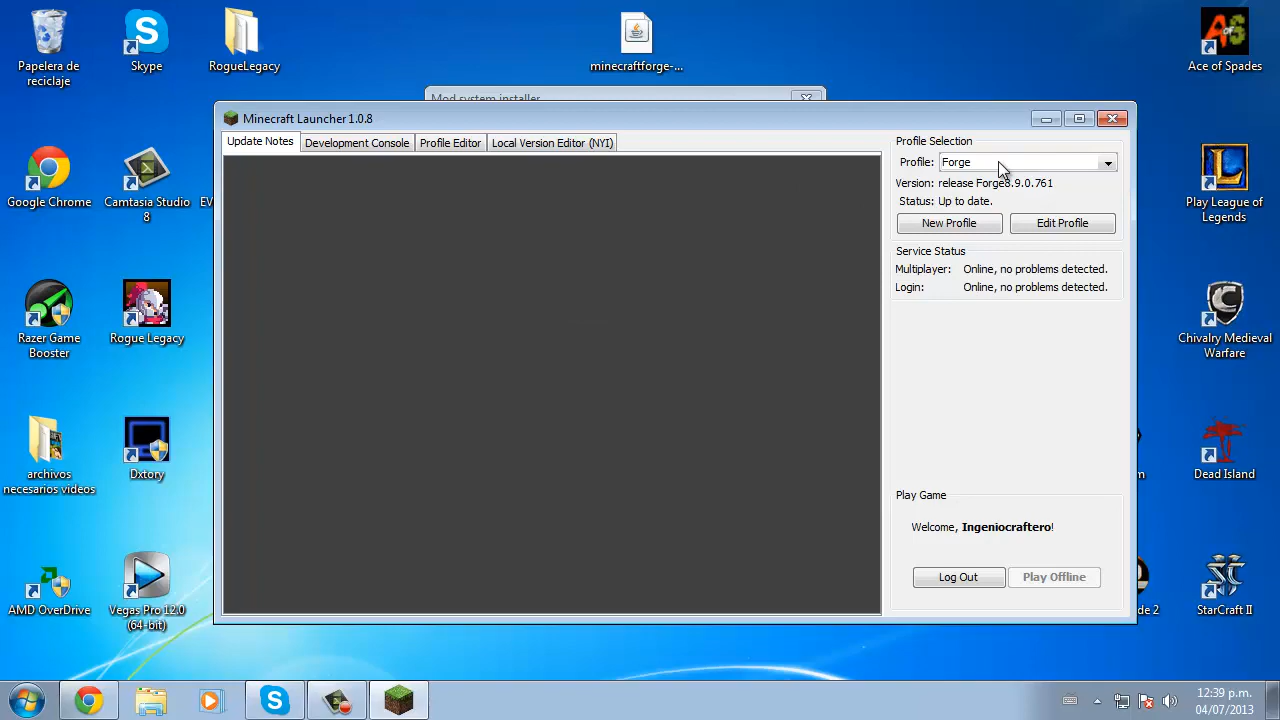 Papelera de
reciclaje
Skype
RogueLegacy
minecraftforge-...
Ace of Spades
Mod system installer
Minecraft Launcher 1.0.8
Update Notes
Development Console
Profile Editor
Local Version Editor (NYI)
Profile Selection
Profile: Forge
Version: release Forge8.9.0.761
Status: Up to date.
New Profile
Edit Profile
Service Status
Multiplayer: Online, no problems detected.
Login: Online, no problems detected.
Play Game
Welcome, Ingeniocraftero!
Log Out
Play Offline
Google Chrome
Camtasia Studio
8
EV
Play League of
Legends
Razer Game
Booster
Rogue Legacy
Chivalry Medieval
Warfare
archivos
necesarios videos
Dxtory
m
Dead Island
AMD OverDrive
Vegas Pro 12.0
(64-bit)
de 2
StarCraft II
12:39 p.m.
04/07/2013